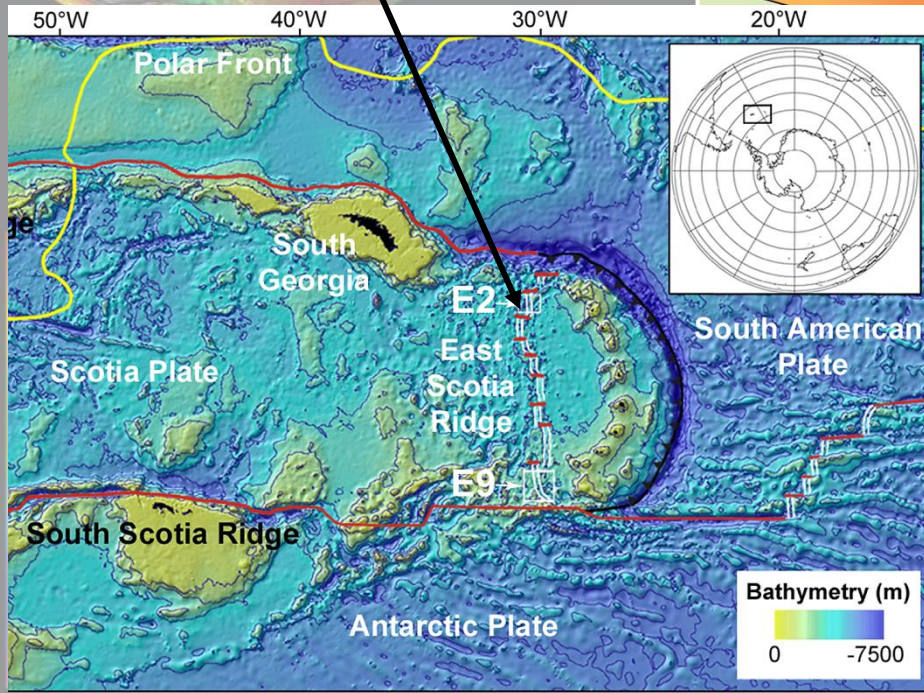 50°W 40°W 30°W 20°W
Polar Front
ge
South
Georgia
E2
South American
Plate
East
Scotia
Ridge
Scotia Plate
E9
South Scotia Ridge
Antarctic Plate
Bathymetry (m)
0 -7500